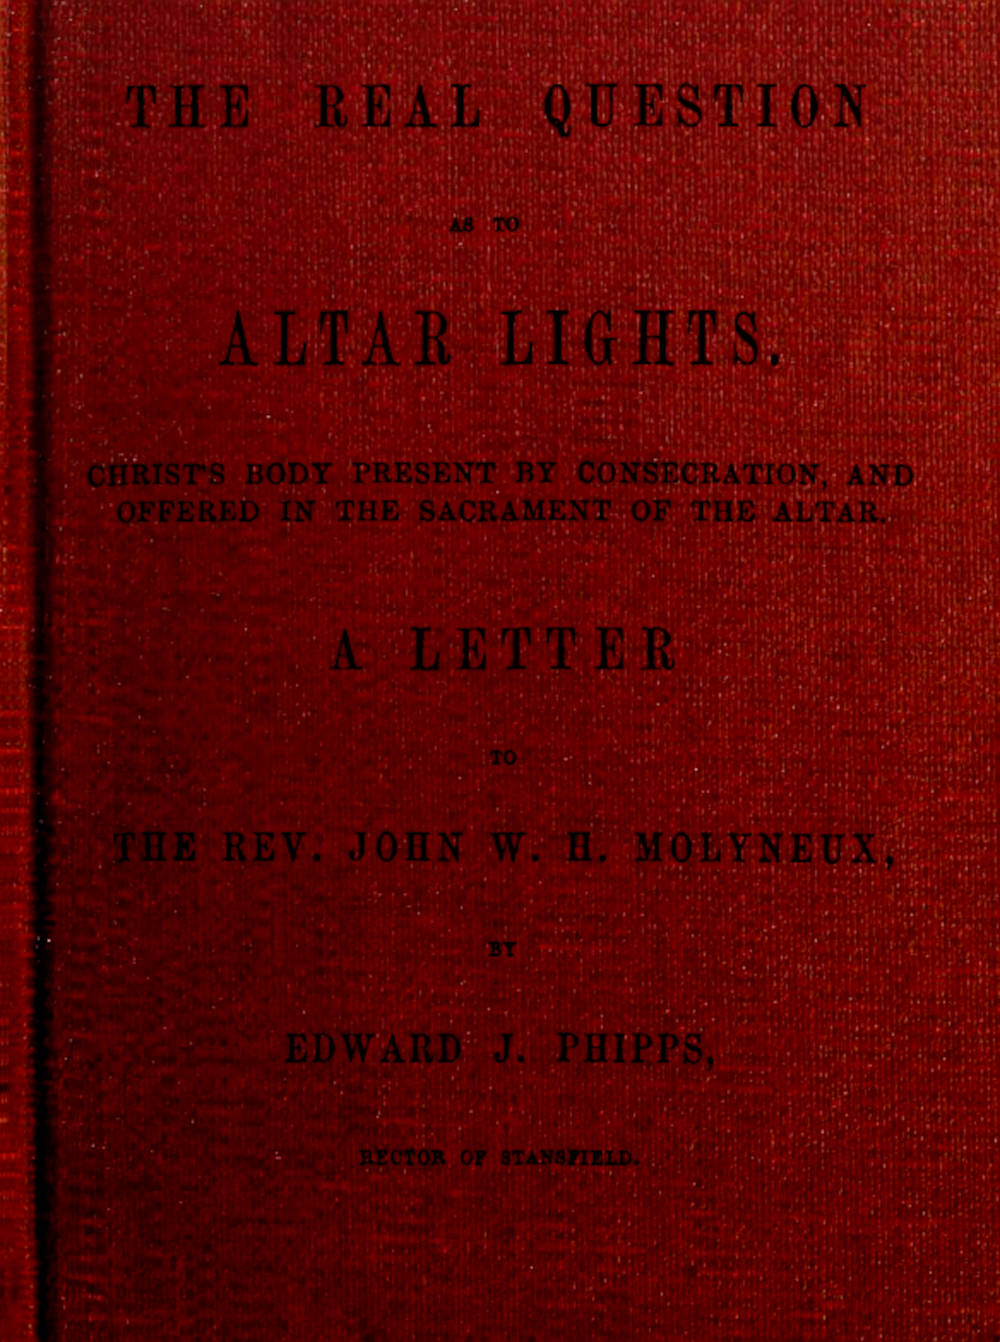 THE REAL QUESTION
AS TO
ALTAR LIGHTS.
CHRIST'S BODY PRESENT BY CONSECRATION, AND
OFFERED IN THE SACRAMENT OF THE ALTAR.
A LETTER
TO
THE REV. JOHN W. H. MOLYNEUX,
BY
EDWARD J. PHIPPS,
RECTOR OF STANSFIELD.